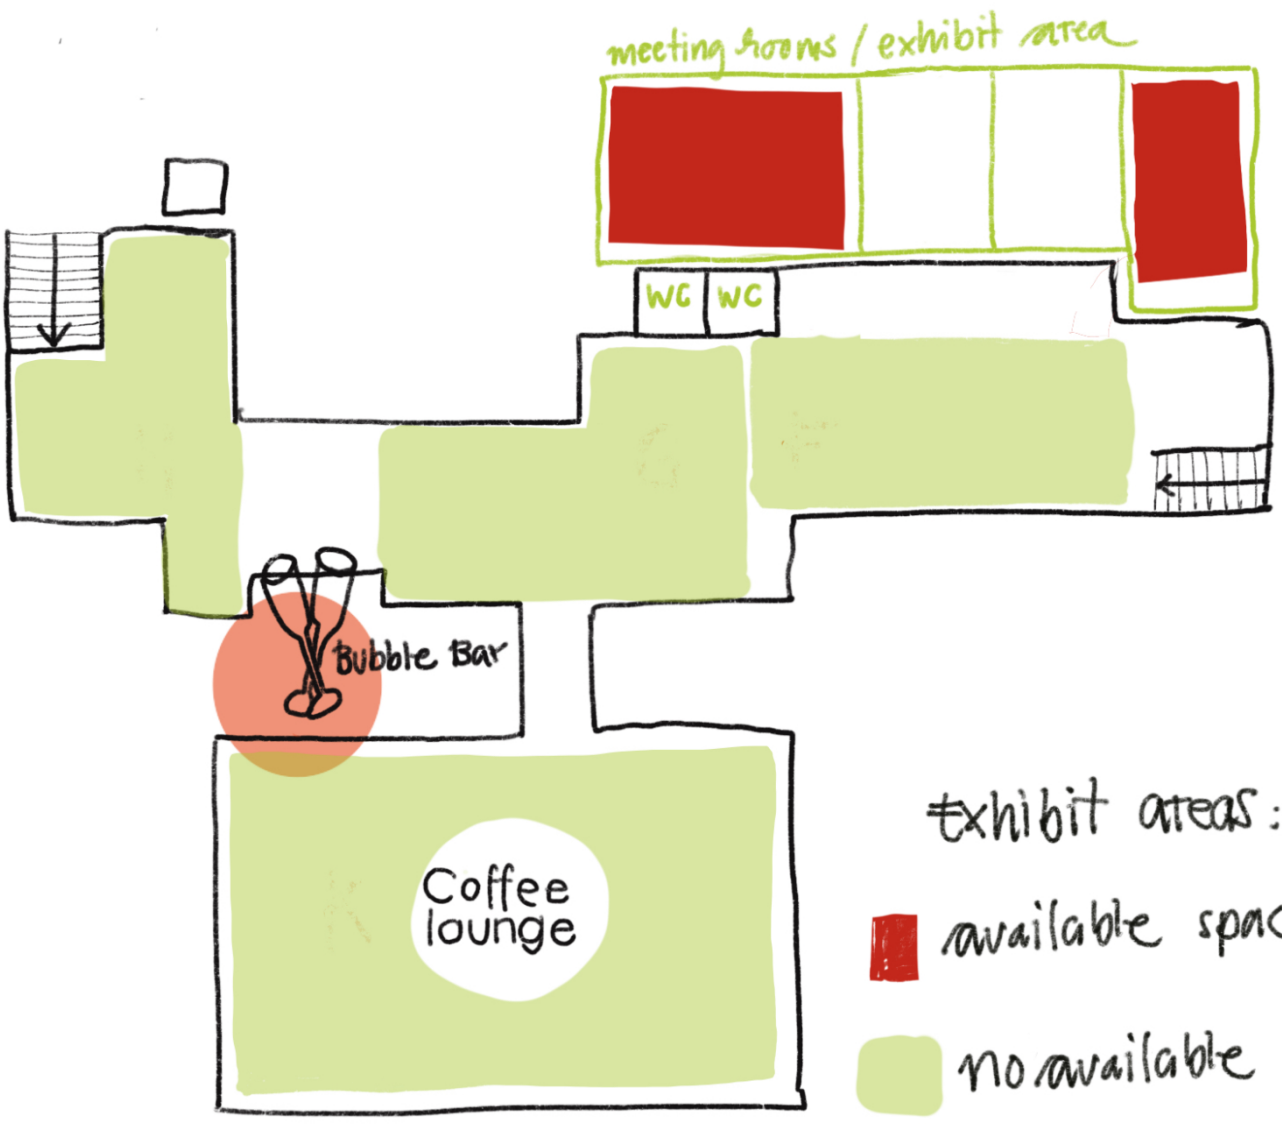 meeting rooms / exhibit area
WC WC
Bubble Bar
Coffee
lounge
Exhibit areas:
available spac
no available